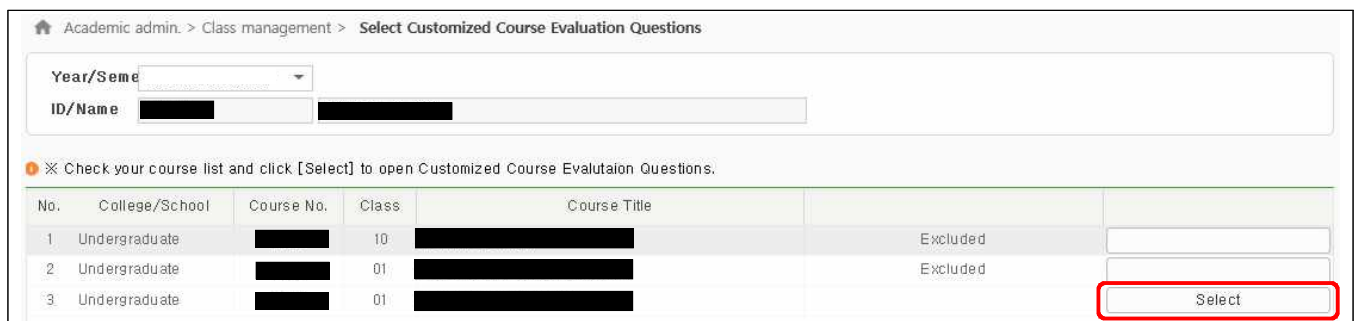 Academic admin. > Class management > Select Customized Course Evaluation Questions
Year/Seme
ID/Name
※ Check your course list and click [Select] to open Customized Course Evalutaion Questions.
No. College/School Course No. Class Course Title
1 Undergraduate 10 Excluded
2 Undergraduate 01 Excluded
3 Undergraduate 01 Select